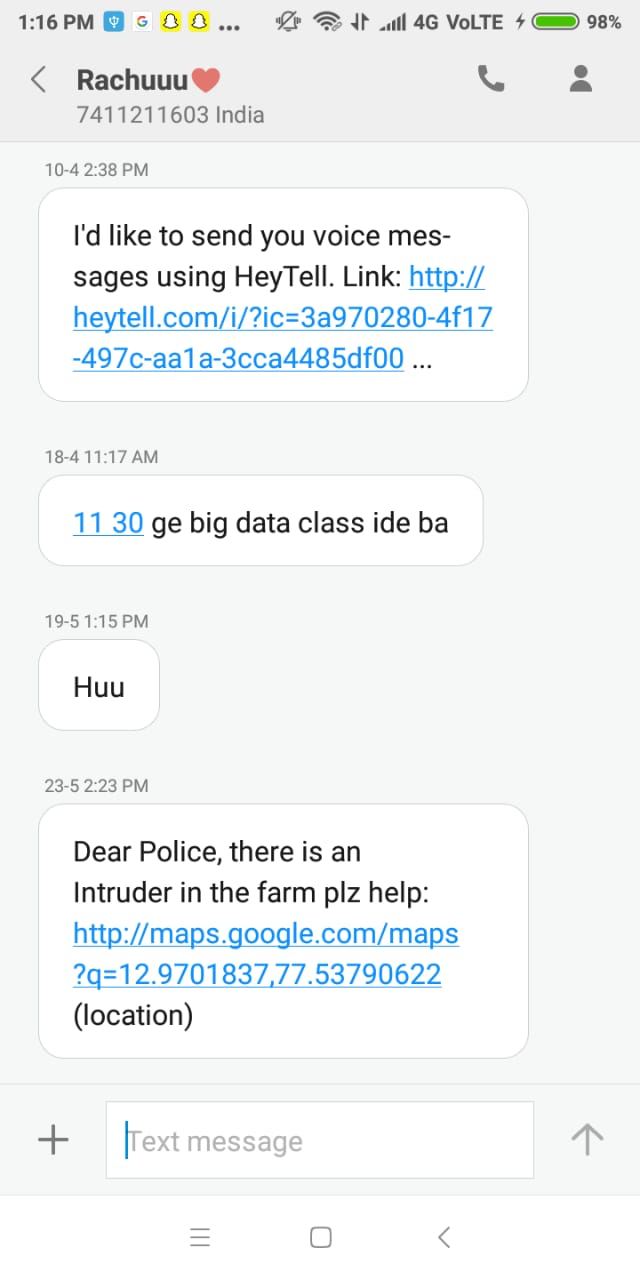 1:16 PM ... 4G VoLTE 98%
Rachuuu❤
7411211603 India
10-4 2:38 PM
I'd like to send you voice mes-
sages using HeyTell. Link: http://
heytell.com/i/?ic=3a970280-4f17
-497c-aa1a-3cca4485df00 ...
18-4 11:17 AM
11 30 ge big data class ide ba
19-5 1:15 PM
Huu
23-5 2:23 PM
Dear Police, there is an
Intruder in the farm plz help:
http://maps.google.com/maps
?q=12.9701837,77.53790622
(location)
Text message